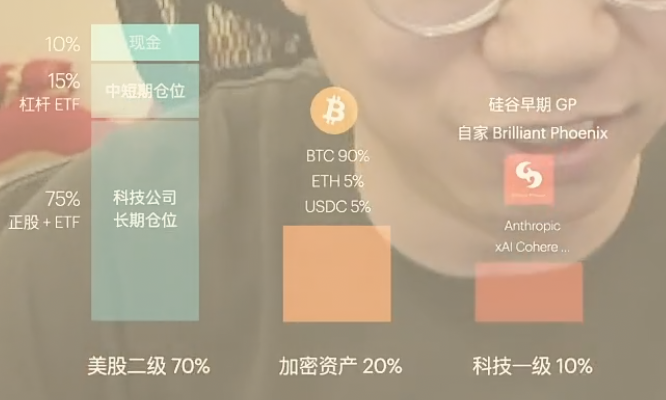 10%
现金
15%
杠杆 ETF
中短期仓位
75%
正股 + ETF
科技公司
长期仓位
美股二级 70%
BTC 90%
ETH 5%
USDC 5%
加密资产 20%
硅谷早期 GP
自家 Brilliant Phoenix
Anthropic
xAI Cohere ...
科技一级 10%